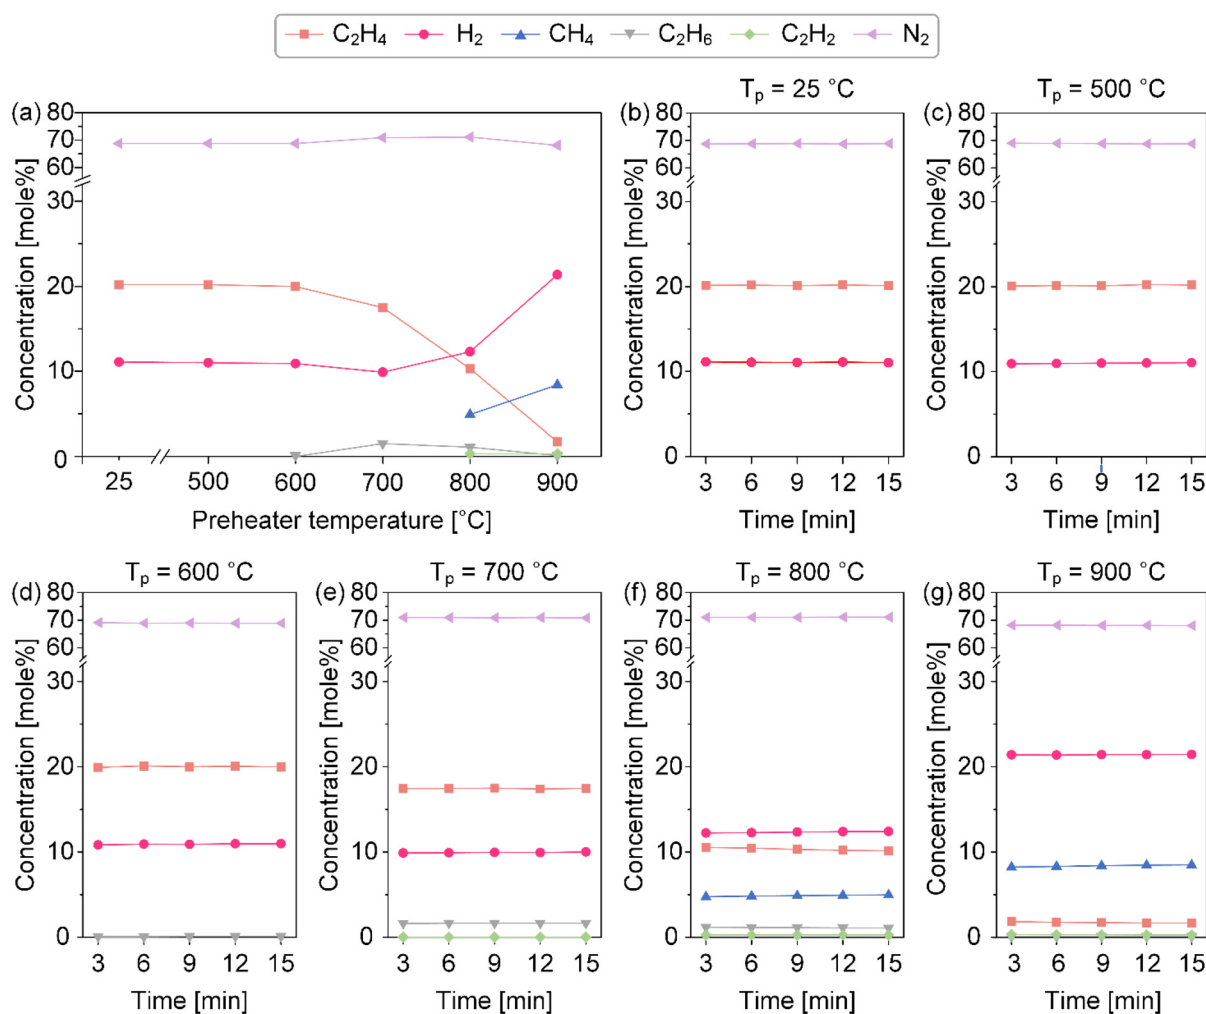 C₂H₄ H₂ CH₄ C₂H₆ C₂H₂ N₂
(a)
80
70
60
30
20
10
0
Concentration [mole%]
25 500 600 700 800 900
Preheater temperature [°C]
(b) Tₚ = 25 °C
80
70
60
30
20
10
0
Concentration [mole%]
3 6 9 12 15
Time [min]
(c) Tₚ = 500 °C
80
70
60
30
20
10
0
Concentration [mole%]
3 6 9 12 15
Time [min]
(d) Tₚ = 600 °C
80
70
60
30
20
10
0
Concentration [mole%]
3 6 9 12 15
Time [min]
(e) Tₚ = 700 °C
80
70
60
30
20
10
0
Concentration [mole%]
3 6 9 12 15
Time [min]
(f) Tₚ = 800 °C
80
70
60
30
20
10
0
Concentration [mole%]
3 6 9 12 15
Time [min]
(g) Tₚ = 900 °C
80
70
60
30
20
10
0
Concentration [mole%]
3 6 9 12 15
Time [min]